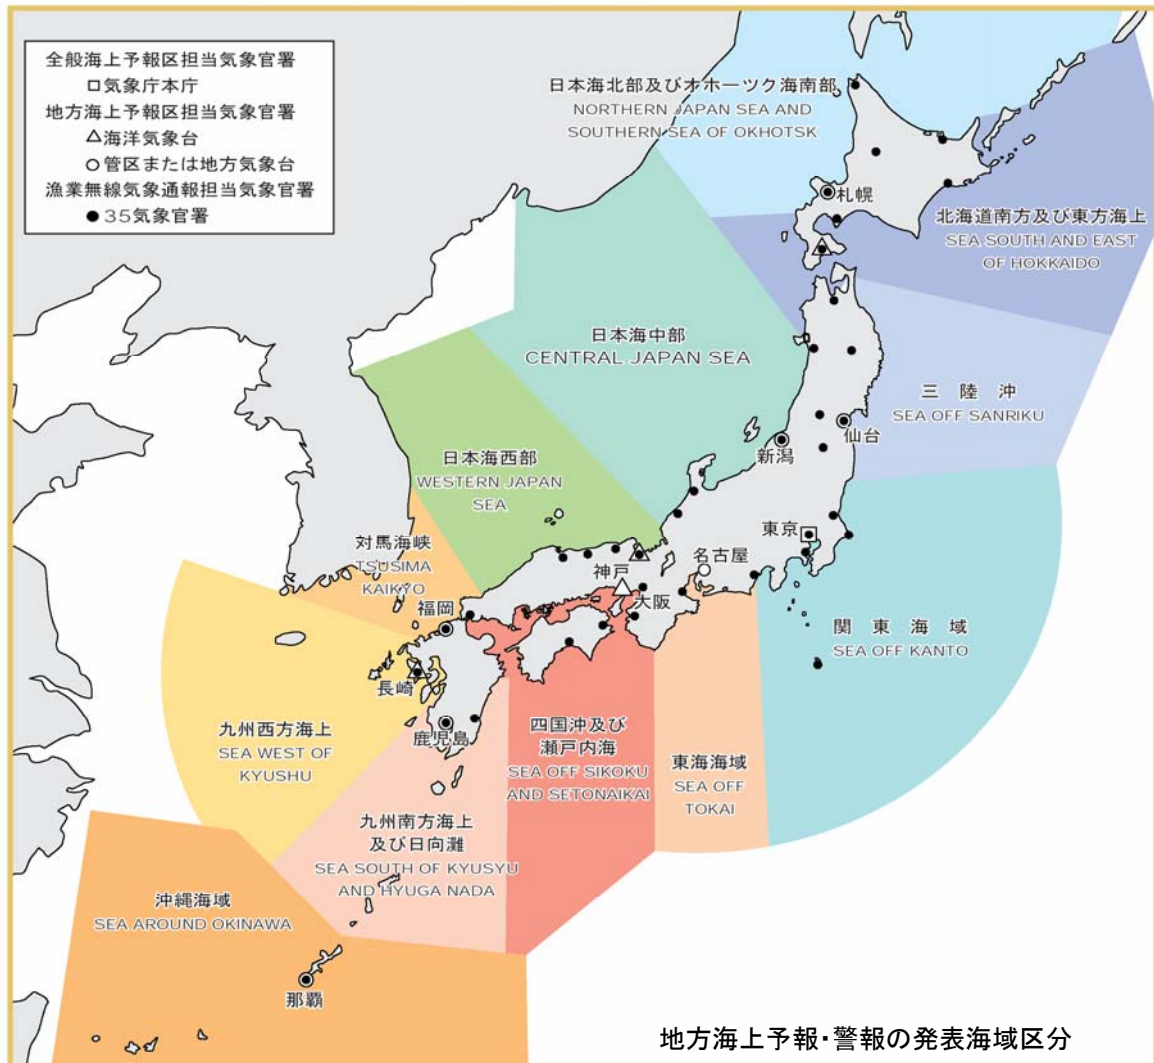 全般海上予報区担当気象官署
気象庁本庁
地方海上予報区担当気象官署
海洋気象台
管区または地方気象台
漁業無線気象通報担当気象官署
35気象官署
日本海北部及びオホーツク海南部
NORTHERN JAPAN SEA AND
SOUTHERN SEA OF OKHOTSK
札幌
北海道南方及び東方海上
SEA SOUTH AND EAST
OF HOKKAIDO
日本海中部
CENTRAL JAPAN SEA
三陸沖
SEA OFF SANRIKU
仙台
新潟
日本海西部
WESTERN JAPAN
SEA
東京
対馬海峡
TSUSIMA
KAIKYO
名古屋
神戸
大阪
福岡
関東海域
SEA OFF KANTO
長崎
九州西方海上
SEA WEST OF
KYUSHU
鹿児島
四国沖及び
瀬戸内海
SEA OFF SIKOKU
AND SETONAIKAI
東海海域
SEA OFF
TOKAI
九州南方海上
及び日向灘
SEA SOUTH OF KYUSYU
AND HYUGA NADA
沖縄海域
SEA AROUND OKINAWA
那覇
地方海上予報・警報の発表海域区分